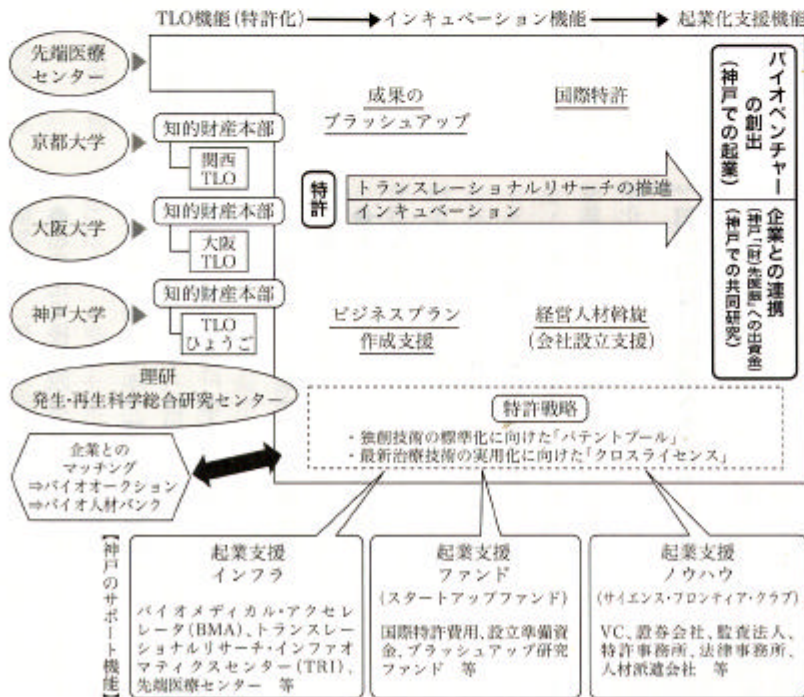 TLO機能(特許化)
インキュベーション機能
起業化支援機能
先端医療
センター
京都大学
知的財産本部
関西
TLO
大阪大学
知的財産本部
大阪
TLO
神戸大学
知的財産本部
TLO
ひょうご
理研
発生・再生科学総合研究センター
成果の
ブラッシュアップ
国際特許
特許
トランスレーショナルリサーチの推進
インキュベーション
ビジネスプラン
作成支援
経営人材斡旋
(会社設立支援)
バイオベンチャー
の創出
(神戸での起業)
企業との連携
(神戸「(財)先医振」への出資金)
(神戸での共同研究)
特許戦略
・独創技術の標準化に向けた「パテントプール」
・最新治療技術の実用化に向けた「クロスライセンス」
企業との
マッチング
⇒バイオオークション
⇒バイオ人材バンク
【神戸のサポート機能】
起業支援
インフラ
バイオメディカル・アクセレ
レータ(BMA)、トランスレー
ショナルリサーチ・インフォ
マティクスセンター(TRI)、
先端医療センター 等
起業支援
ファンド
(スタートアップファンド)
国際特許費用、設立準備資
金、ブラッシュアップ研究
ファンド 等
起業支援
ノウハウ
(サイエンス・フロンティア・クラブ)
VC、證券会社、監査法人、
特許事務所、法律事務所、
人材派遣会社 等